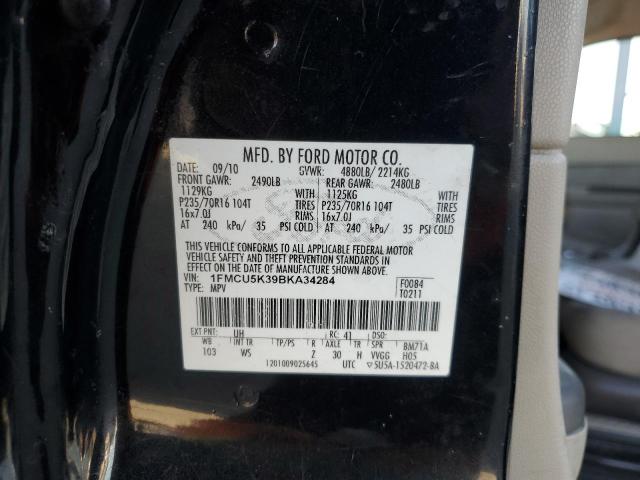 MFD. BY FORD MOTOR CO.
DATE: 09/10 GVWR: 4880LB/ 2214KG
FRONT GAWR: 2490LB REAR GAWR: 2480LB
1129KG WITH 1125KG WITH
P235/70R16 104T TIRES P235/70R16 104T TIRES
16x7.0J RIMS 16x7.0J RIMS
AT 240 kPa/ 35 PSI COLD AT 240 kPa/ 35 PSI COLD
THIS VEHICLE CONFORMS TO ALL APPLICABLE FEDERAL MOTOR
VEHICLE SAFETY AND THEFT PREVENTION STANDARDS IN
EFFECT ON THE DATE OF MANUFACTURE SHOWN ABOVE.
VIN: 1FMCU5K39BKA34284 F0084
TYPE: MPV T0211
EXT PNT: UH RC: 41 DSO:
WB INT TR TP/PS R AXLE TR SPR BM71A
103 WS Z 30 H VVGG H05
1201009025645 UTC ▽5U5A-1520472-BA